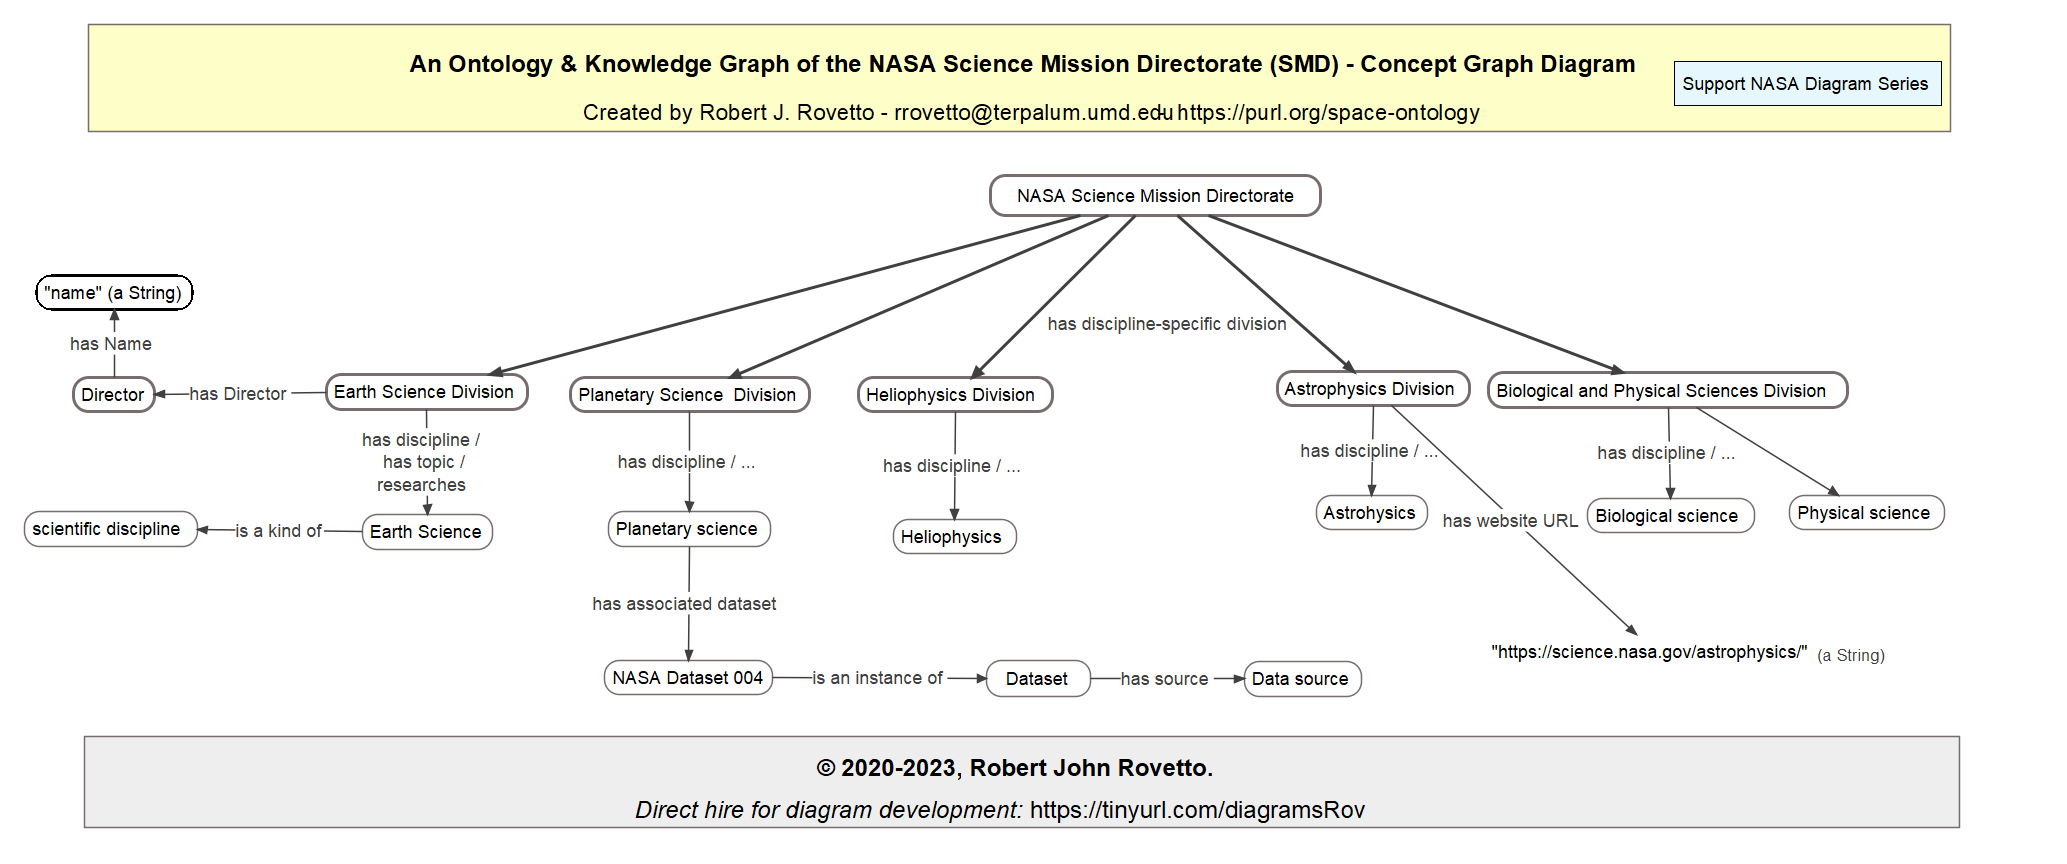 An Ontology & Knowledge Graph of the NASA Science Mission Directorate (SMD) - Concept Graph Diagram
Support NASA Diagram Series
Created by Robert J. Rovetto - rrovetto@terpalum.umd.edu - https://purl.org/space-ontology
NASA Science Mission Directorate
"name" (a String)
has Name
has discipline-specific division
Director
has Director
Earth Science Division
Planetary Science Division
Heliophysics Division
Astrophysics Division
Biological and Physical Sciences Division
has discipline /
has topic /
researches
has discipline / ...
has discipline / ...
has discipline / ...
has discipline / ...
scientific discipline
is a kind of
Earth Science
Planetary science
Heliophysics
Astrohysics
has website URL
Biological science
Physical science
has associated dataset
"https://science.nasa.gov/astrophysics/" (a String)
NASA Dataset 004
is an instance of
Dataset
has source
Data source
© 2020-2023, Robert John Rovetto.
Direct hire for diagram development: https://tinyurl.com/diagramsRov